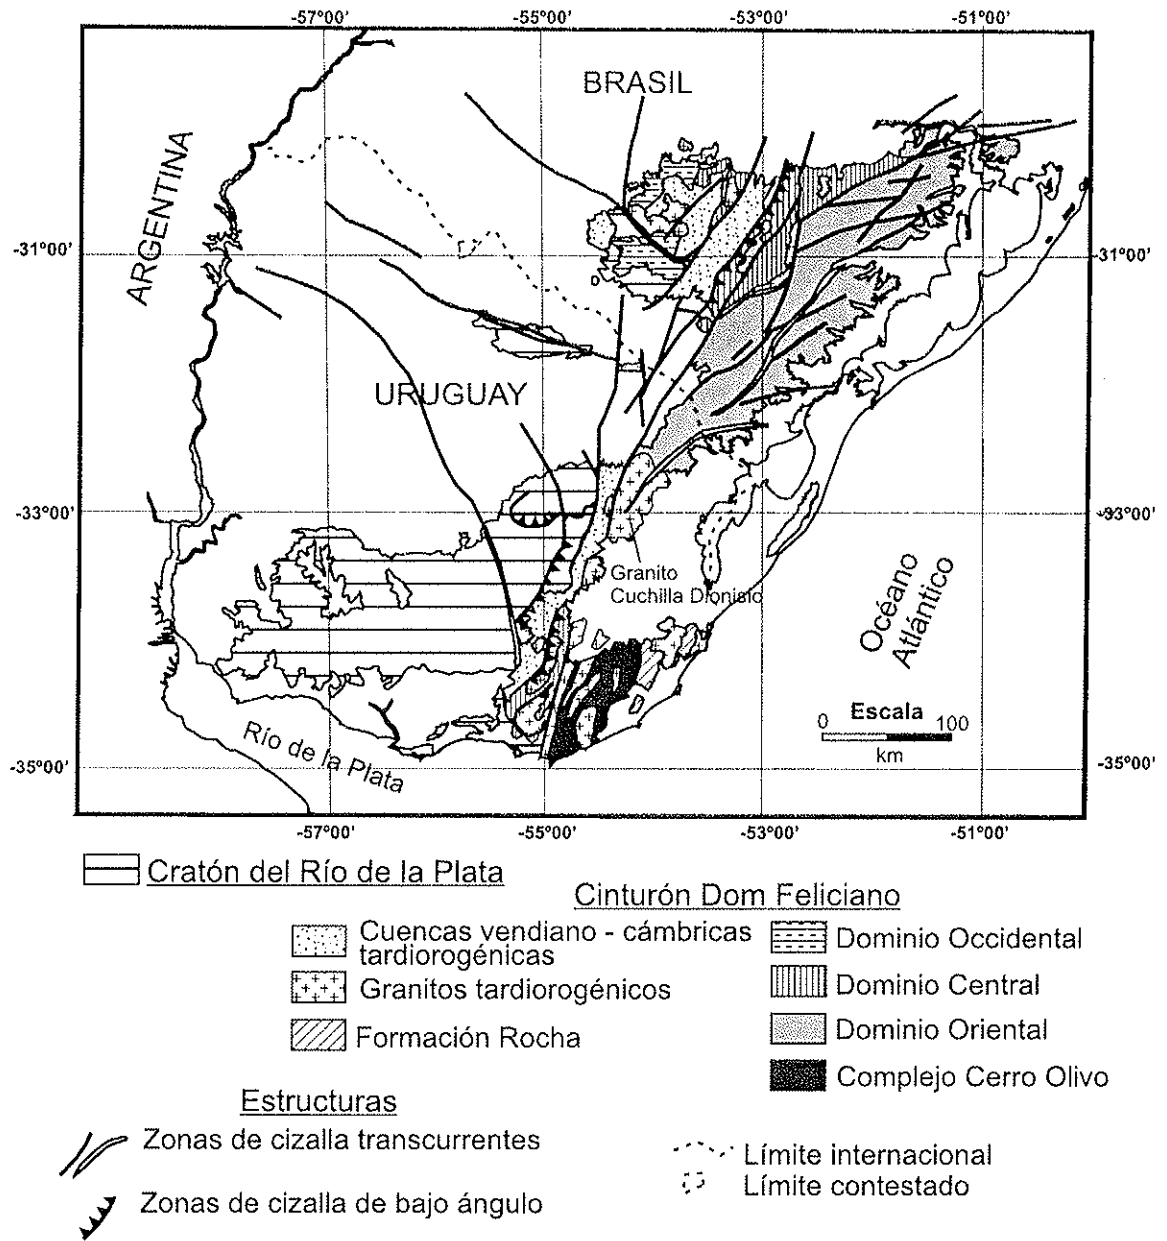 -57°00' -55°00' -53°00' -51°00'
BRASIL
ARGENTINA
-31°00' -31°00'
URUGUAY
-33°00' -33°00'
Granito
Cuchilla Dionisio
Océano
Atlántico
Escala
0 100
km
Río de la Plata
-35°00' -35°00'
-57°00' -55°00' -53°00' -51°00'
Cratón del Río de la Plata
Cinturón Dom Feliciano
Cuencas vendiano - cámbricas
tardiorogénicas
Granitos tardiorogénicos
Formación Rocha
Dominio Occidental
Dominio Central
Dominio Oriental
Complejo Cerro Olivo
Estructuras
Zonas de cizalla transcurrentes
Zonas de cizalla de bajo ángulo
Límite internacional
Límite contestado